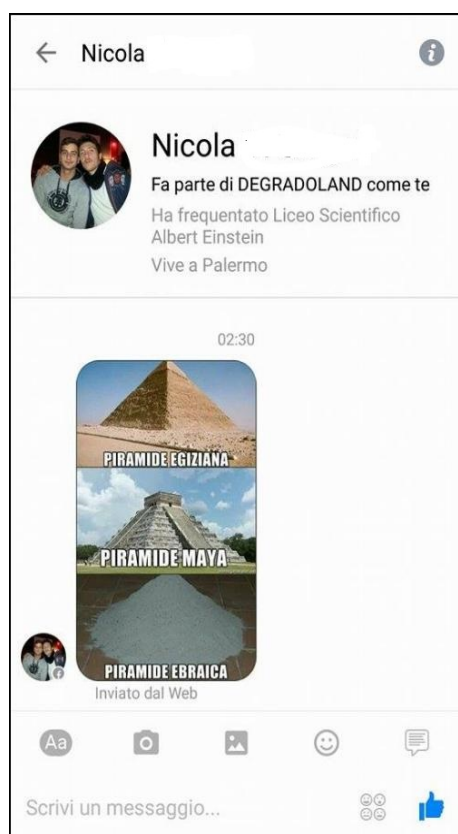 Nicola
Nicola
Fa parte di DEGRADOLAND come te
Ha frequentato Liceo Scientifico
Albert Einstein
Vive a Palermo
02:30
PIRAMIDE EGIZIANA
PIRAMIDE MAYA
PIRAMIDE EBRAICA
Inviato dal Web
Aa
Scrivi un messaggio...